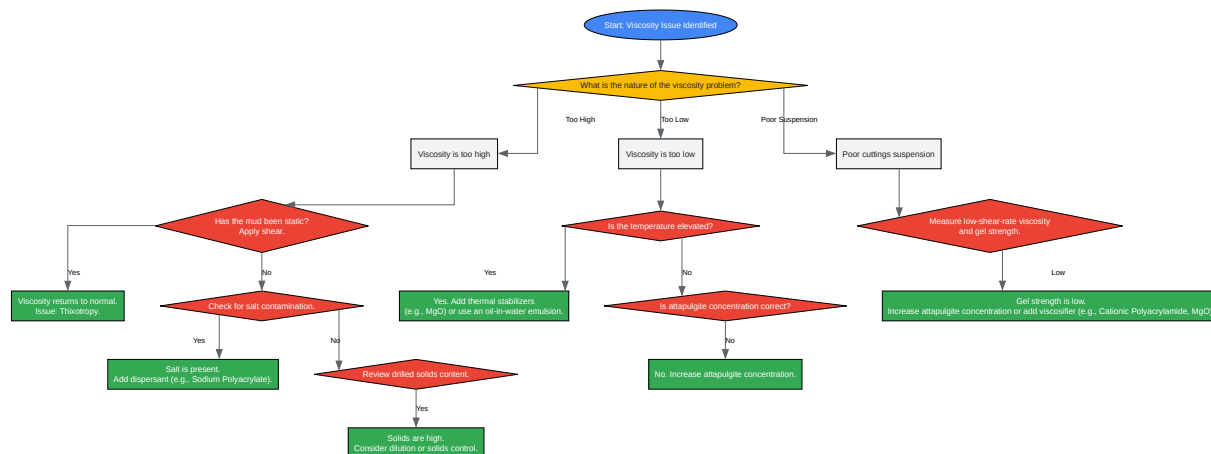 Start: Viscosity Issue Identified
What is the nature of the viscosity problem?
Too High
Too Low
Poor Suspension
Viscosity is too high
Viscosity is too low
Poor cuttings suspension
Has the mud been static?
Apply shear.
Is the temperature elevated?
Measure low-shear-rate viscosity
and gel strength.
Yes
No
Yes
No
Low
Viscosity returns to normal.
Issue: Thixotropy.
Check for salt contamination.
Yes. Add thermal stabilizers
(e.g., MgO) or use an oil-in-water emulsion.
Is attapulgite concentration correct?
Gel strength is low.
Increase attapulgite concentration or add viscosifier (e.g., Cationic Polyacrylamide, MgO)
Yes
No
No
Salt is present.
Add dispersant (e.g., Sodium Polyacrylate).
Review drilled solids content.
No. Increase attapulgite concentration.
Yes
Solids are high.
Consider dilution or solids control.